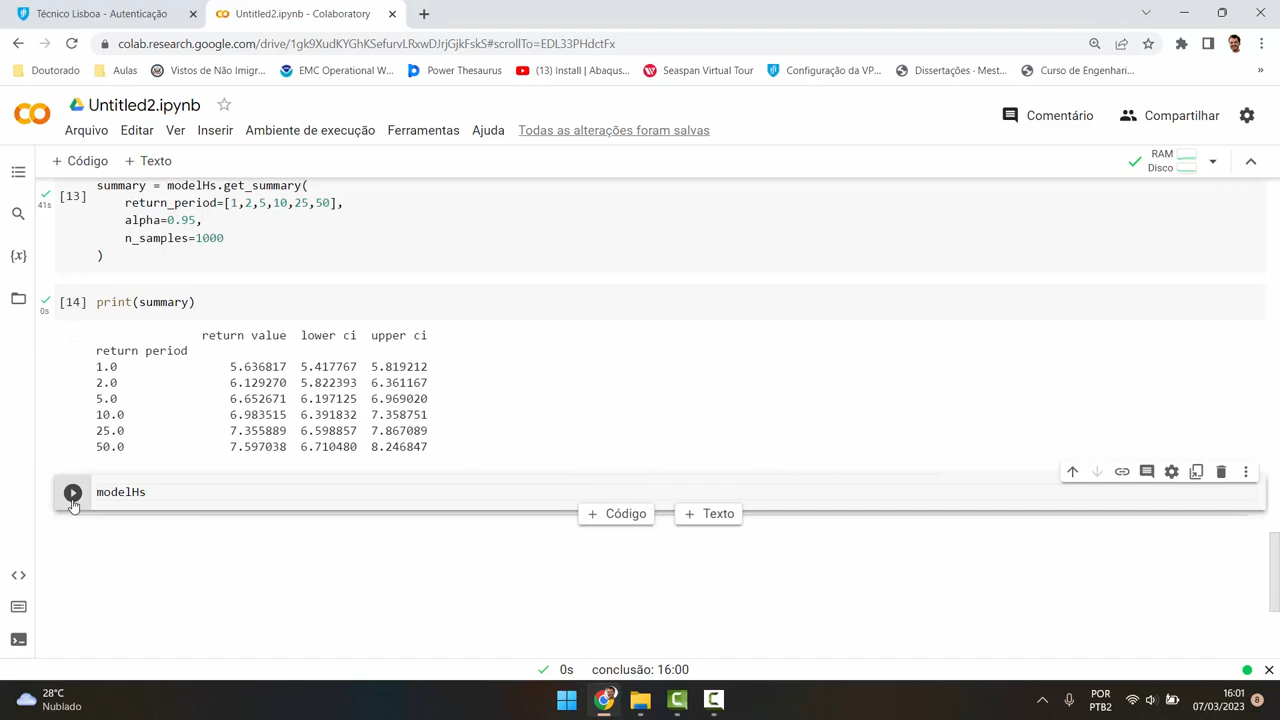 Técnico Lisboa - Autenticação
Untitled2.ipynb - Colaboratory
colab.research.google.com/drive/1gk9XudKYGhKSefurvLRxwDJrjGjkFskS#scrollTo=EDL33PHdctFx
Doutorado
Aulas
Vistos de Não Imigr...
EMC Operational W...
Power Thesaurus
(13) Install | Abaqus...
Seaspan Virtual Tour
Configuração da VP...
Dissertações · Mest...
Curso de Engenhari...
»
CO
Untitled2.ipynb
Comentário
Compartilhar
Arquivo Editar Ver Inserir Ambiente de execução Ferramentas Ajuda Todas as alterações foram salvas
+ Código + Texto
RAM
Disco
[13] summary = modelHs.get_summary(
41s
return_period=[1,2,5,10,25,50],
alpha=0.95,
n_samples=1000
)
{x}
[14] print(summary)
0s
return value lower ci upper ci
return period
1.0 5.636817 5.417767 5.819212
2.0 6.129270 5.822393 6.361167
5.0 6.652671 6.197125 6.969020
10.0 6.983515 6.391832 7.358751
25.0 7.355889 6.598857 7.867089
50.0 7.597038 6.710480 8.246847
modelHs
+ Código + Texto
0s conclusão: 16:00
28°C
Nublado
POR
PTB2
16:01
07/03/2023
8